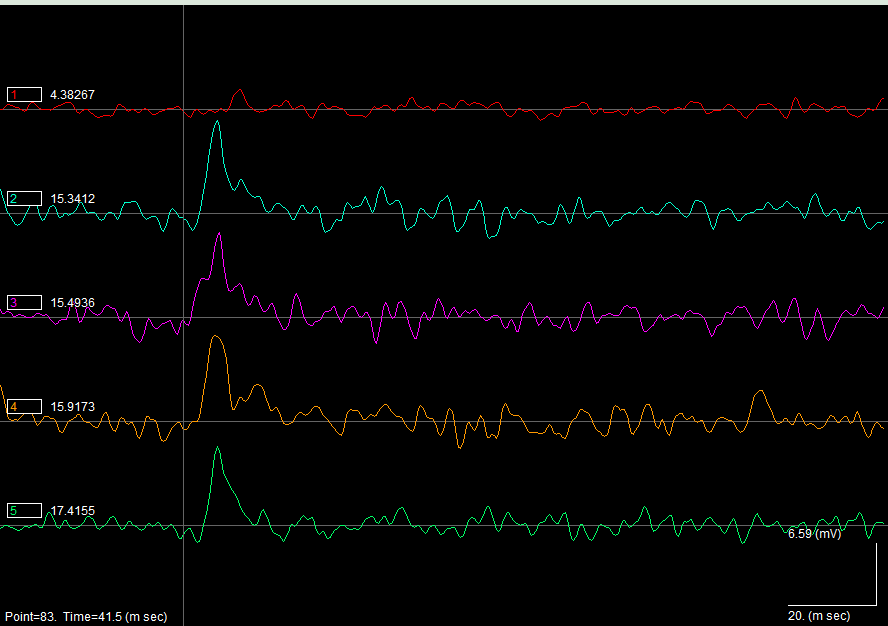 1 4.38267
2 15.3412
3 15.4936
4 15.9173
5 17.4155
6.59 (mV)
20. (m sec)
Point=83. Time=41.5 (m sec)